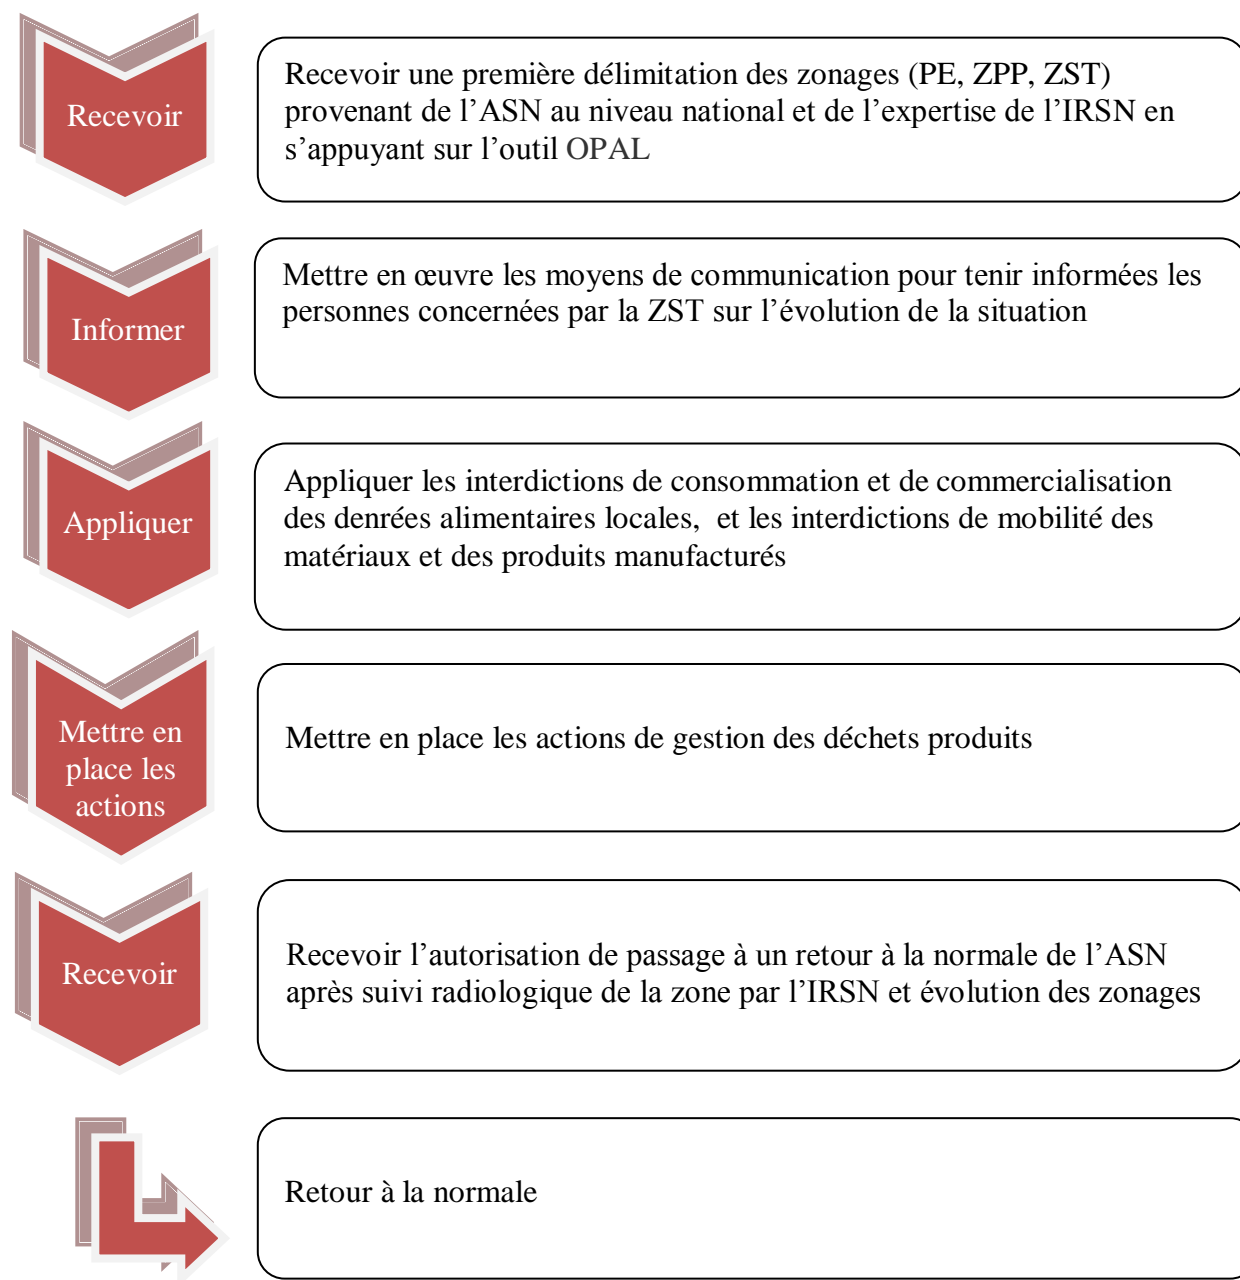 Recevoir
Recevoir une première délimitation des zonages (PE, ZPP, ZST)
provenant de l’ASN au niveau national et de l’expertise de l’IRSN en
s’appuyant sur l’outil OPAL
Informer
Mettre en œuvre les moyens de communication pour tenir informées les
personnes concernées par la ZST sur l’évolution de la situation
Appliquer
Appliquer les interdictions de consommation et de commercialisation
des denrées alimentaires locales,  et les interdictions de mobilité des
matériaux et des produits manufacturés
Mettre en
place les
actions
Mettre en place les actions de gestion des déchets produits
Recevoir
Recevoir l’autorisation de passage à un retour à la normale de l’ASN
après suivi radiologique de la zone par l’IRSN et évolution des zonages
Retour à la normale